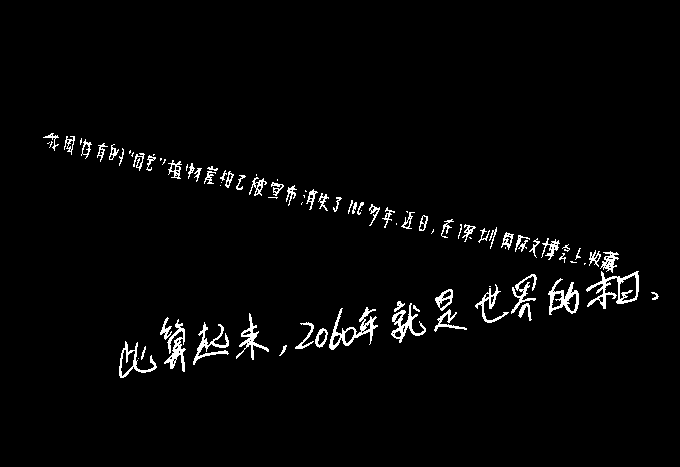 我国特有的“国宝”植物崖柏已被宣布消失了100多年.近日,在深圳国际文博会上,收藏
此算起来,2060年就是世界的末日、